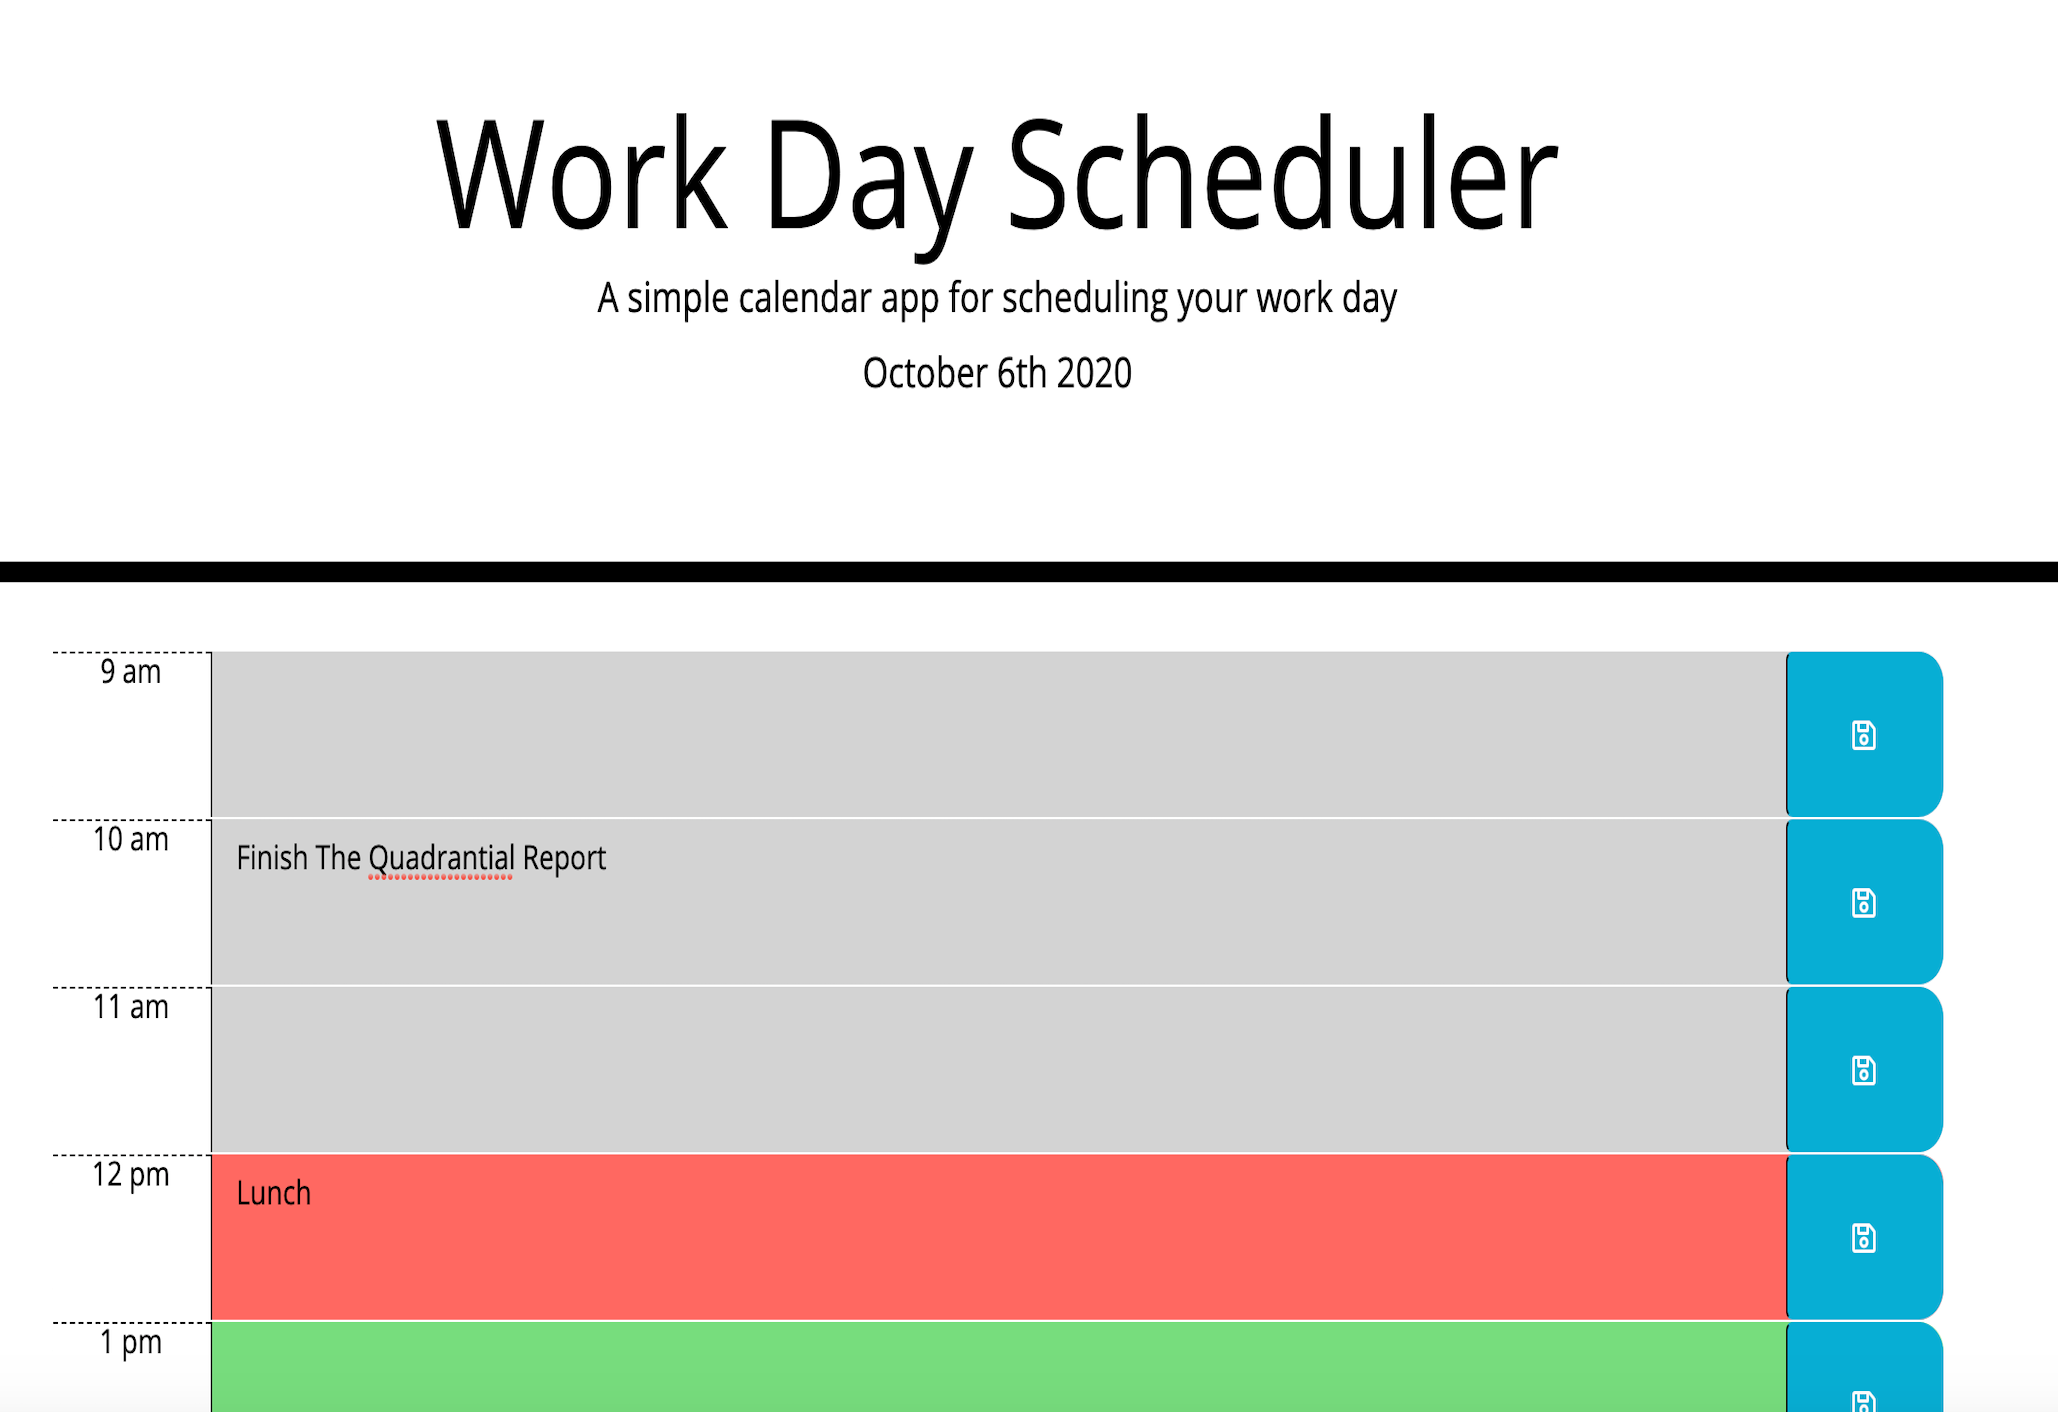 Work Day Scheduler
A simple calendar app for scheduling your work day
October 6th 2020
9 am
10 am
Finish The Quadrantial Report
11 am
12 pm
Lunch
1 pm